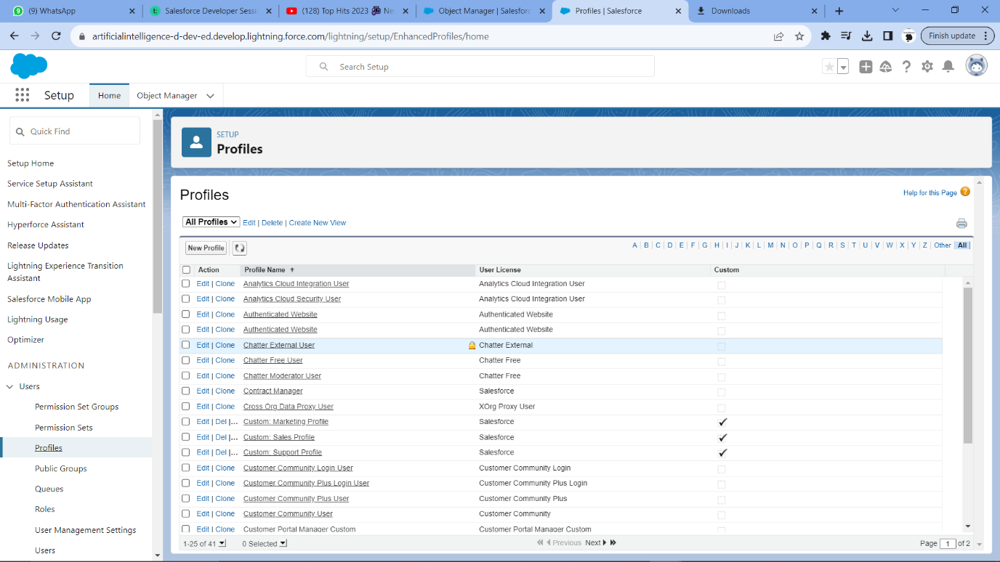 (9) WhatsApp
Salesforce Developer Sessi
(128) Top Hits 2023
Ne
Object Manager | Salesforc
Profiles | Salesforce
Downloads
artificialintelligence-d-dev-ed.develop.lightning.force.com/lightning/setup/EnhancedProfiles/home
Finish update
Search Setup
Setup
Home
Object Manager
Quick Find
Setup Home
Service Setup Assistant
Multi-Factor Authentication Assistant
Hyperforce Assistant
Release Updates
Lightning Experience Transition
Assistant
Salesforce Mobile App
Lightning Usage
Optimizer
ADMINISTRATION
Users
Permission Set Groups
Permission Sets
Profiles
Public Groups
Queues
Roles
User Management Settings
Users
SETUP
Profiles
Profiles
Help for this Page ?
All Profiles Edit | Delete | Create New View
New Profile
A | B | C | D | E | F | G | H | I | J | K | L | M | N | O | P | Q | R | S | T | U | V | W | X | Y | Z | Other | All
Action Profile Name User License Custom
Edit | Clone Analytics Cloud Integration User Analytics Cloud Integration User
Edit | Clone Analytics Cloud Security User Analytics Cloud Integration User
Edit | Clone Authenticated Website Authenticated Website
Edit | Clone Authenticated Website Authenticated Website
Edit | Clone Chatter External User Chatter External
Edit | Clone Chatter Free User Chatter Free
Edit | Clone Chatter Moderator User Chatter Free
Edit | Clone Contract Manager Salesforce
Edit | Clone Cross Org Data Proxy User XOrg Proxy User
Edit | Del |... Custom: Marketing Profile Salesforce
Edit | Del |... Custom: Sales Profile Salesforce
Edit | Del |... Custom: Support Profile Salesforce
Edit | Clone Customer Community Login User Customer Community Login
Edit | Clone Customer Community Plus Login User Customer Community Plus Login
Edit | Clone Customer Community Plus User Customer Community Plus
Edit | Clone Customer Community User Customer Community
Edit | Clone Customer Portal Manager Custom Customer Portal Manager Custom
1-25 of 41 0 Selected Previous Next Page 1 of 2